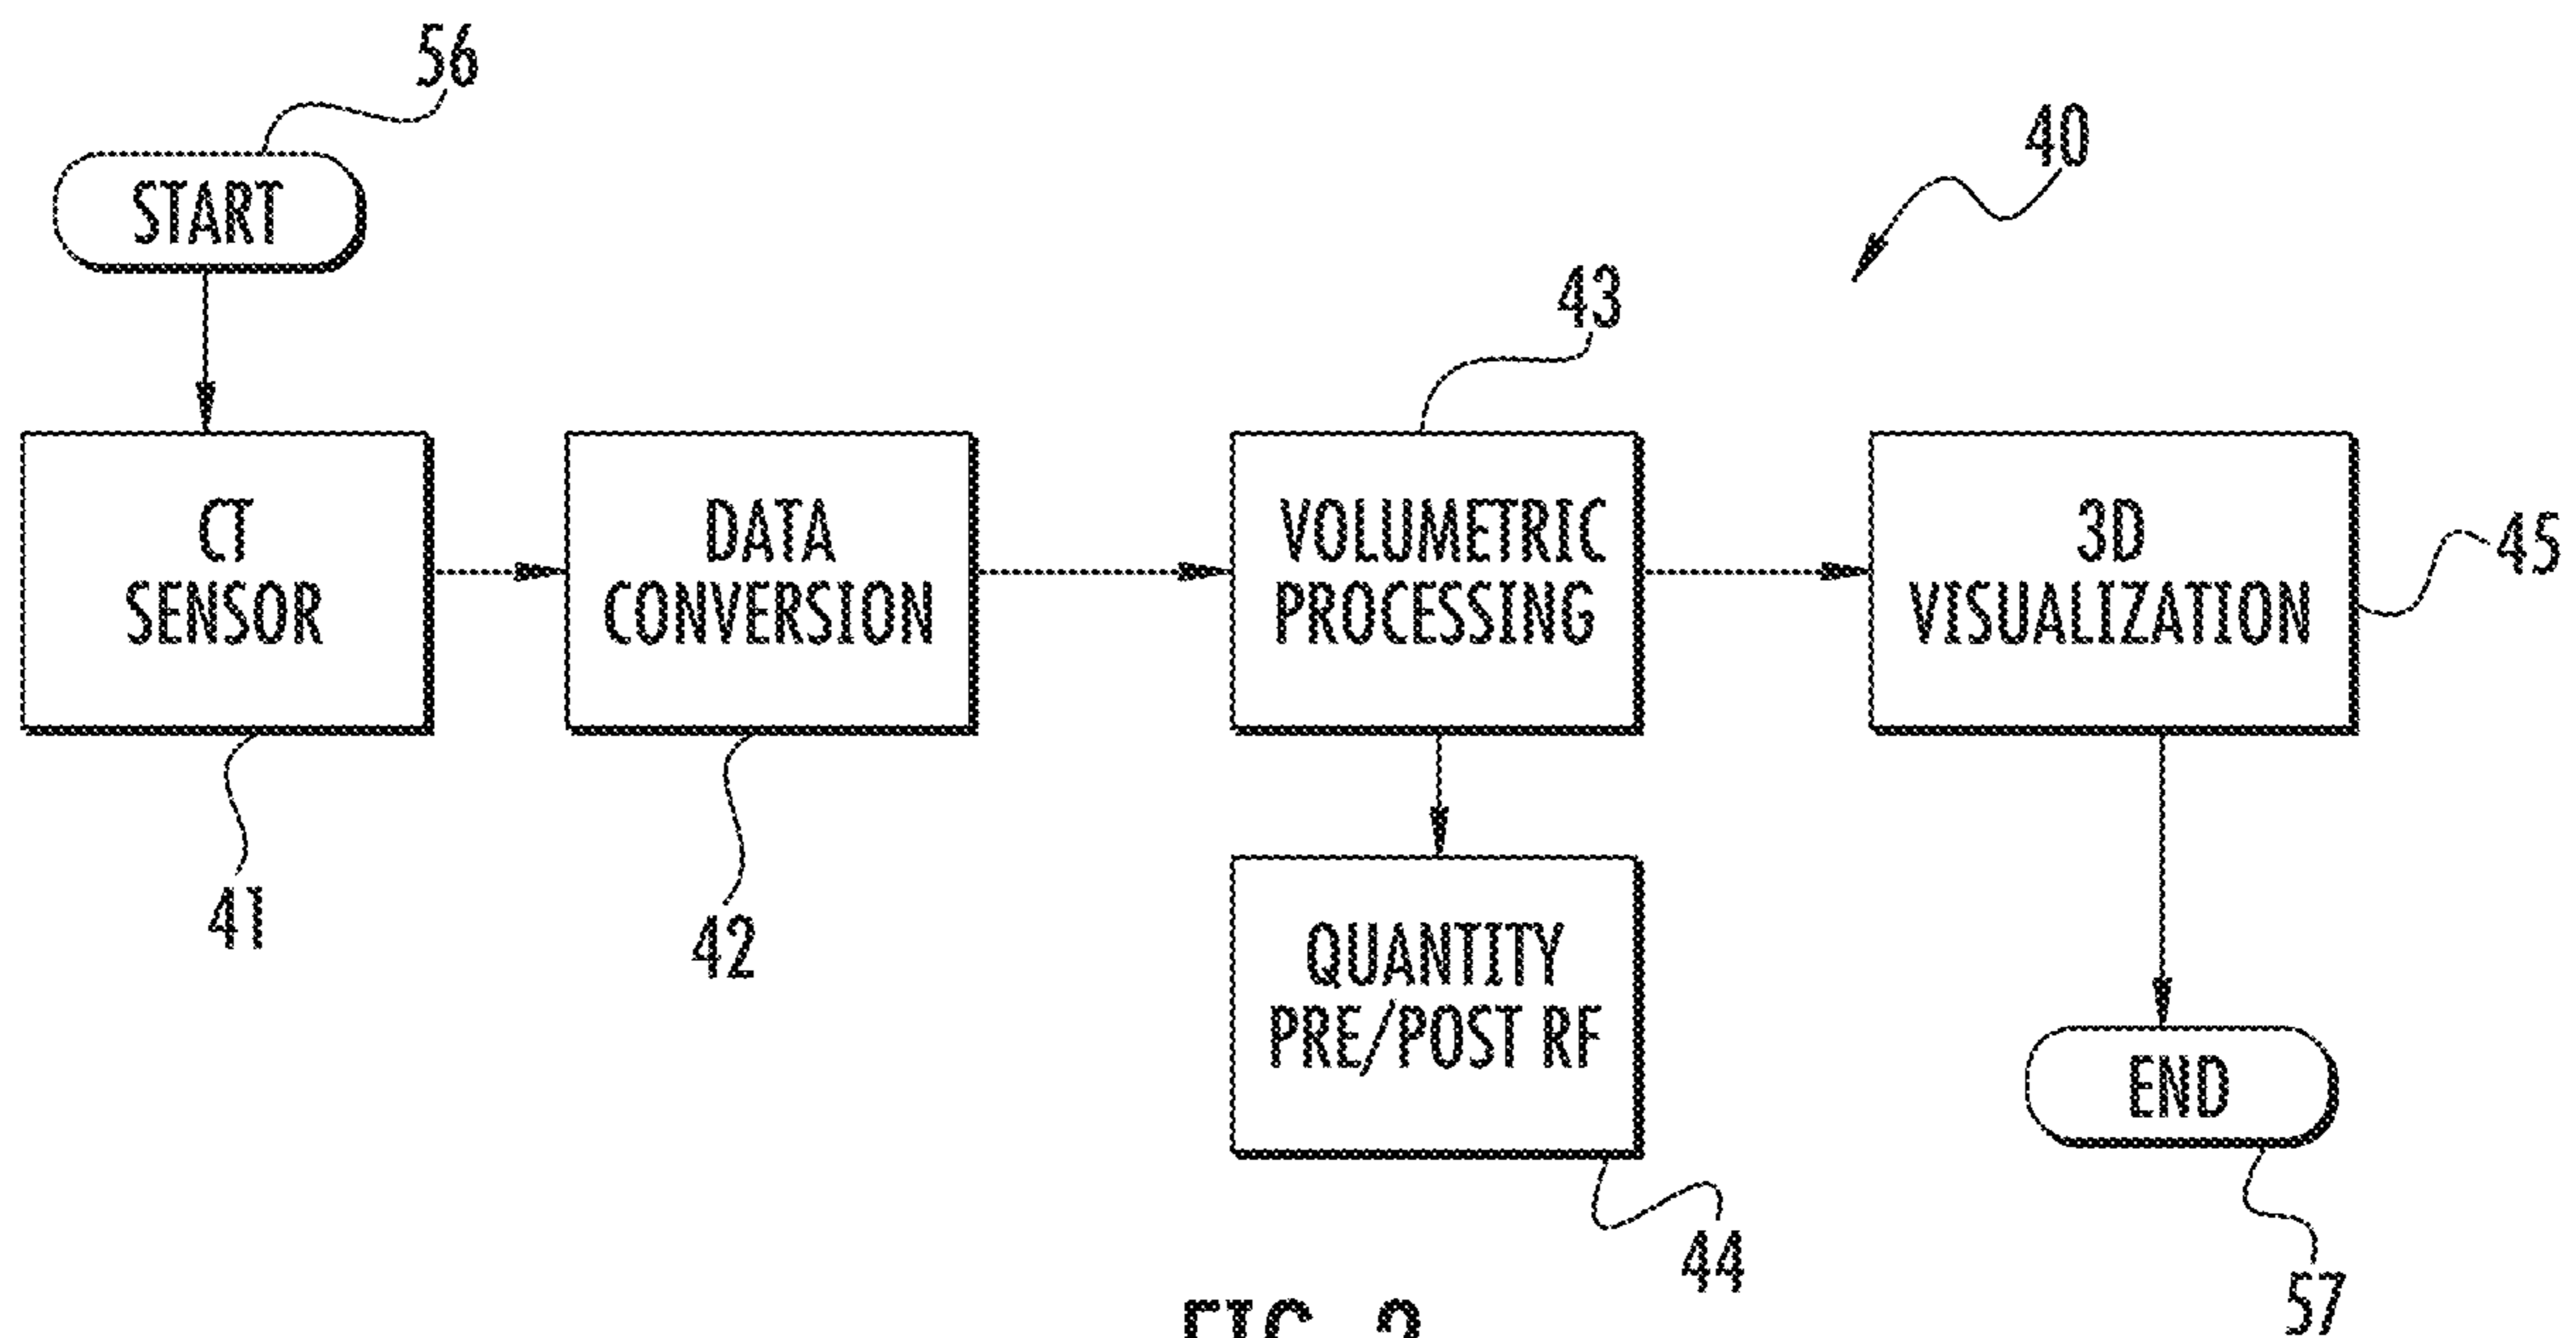 56
START
40
43
CT
SENSOR
DATA
CONVERSION
VOLUMETRIC
PROCESSING
3D
VISUALIZATION
45
41
42
QUANTITY
PRE/POST RF
END
44
57